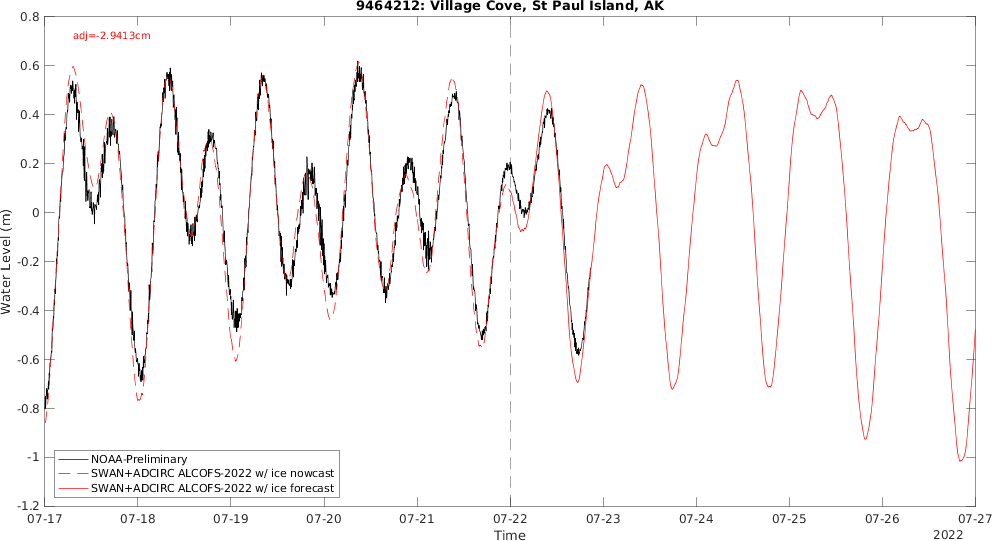 9464212: Village Cove, St Paul Island, AK
adj=-2.9413cm
Water Level (m)
0.8
0.6
0.4
0.2
0
-0.2
-0.4
-0.6
-0.8
-1
-1.2
NOAA-Preliminary
SWAN+ADCIRC ALCOFS-2022 w/ ice nowcast
SWAN+ADCIRC ALCOFS-2022 w/ ice forecast
07-17 07-18 07-19 07-20 07-21 07-22 07-23 07-24 07-25 07-26 07-27
Time
2022